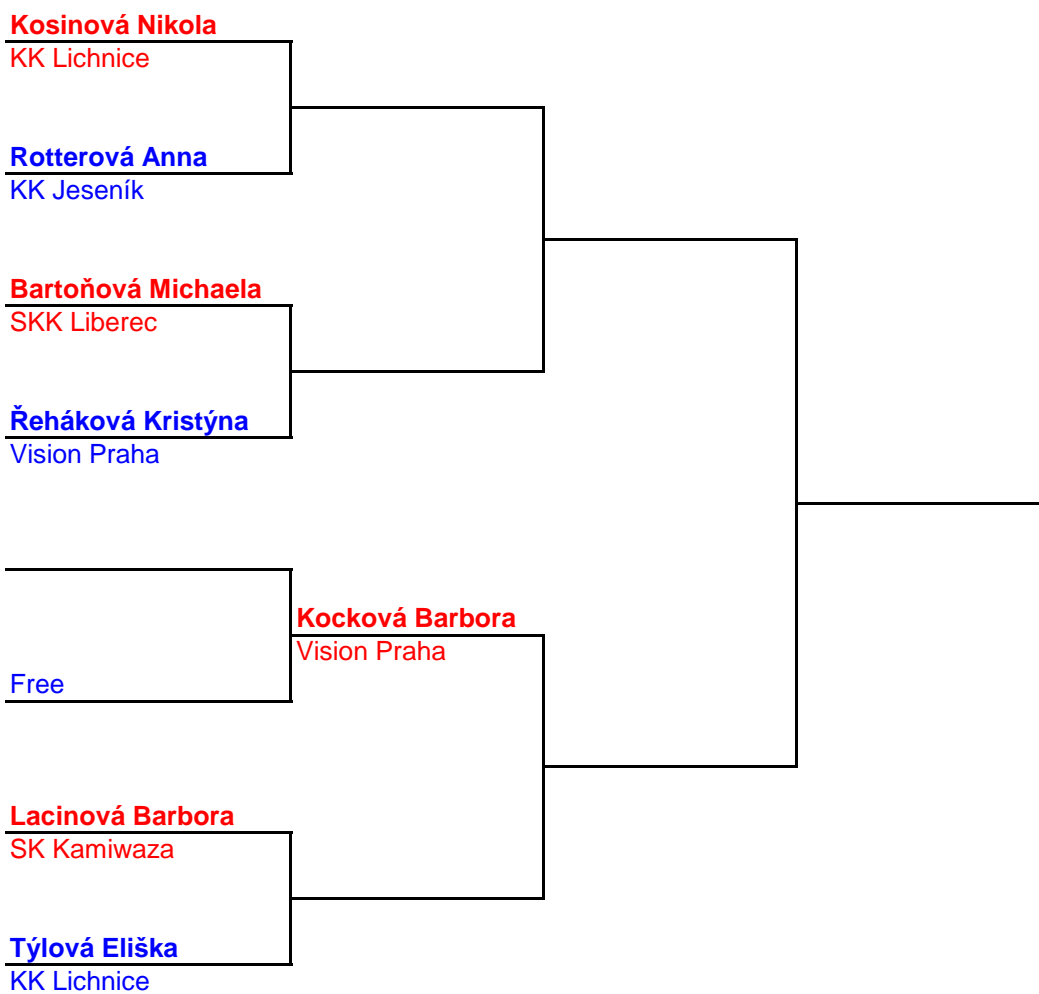 Kosinová Nikola
KK Lichnice
Rotterová Anna
KK Jeseník
Bartoňová Michaela
SKK Liberec
Řeháková Kristýna
Vision Praha
Kocková Barbora
Vision Praha
Free
Lacinová Barbora
SK Kamiwaza
Týlová Eliška
KK Lichnice